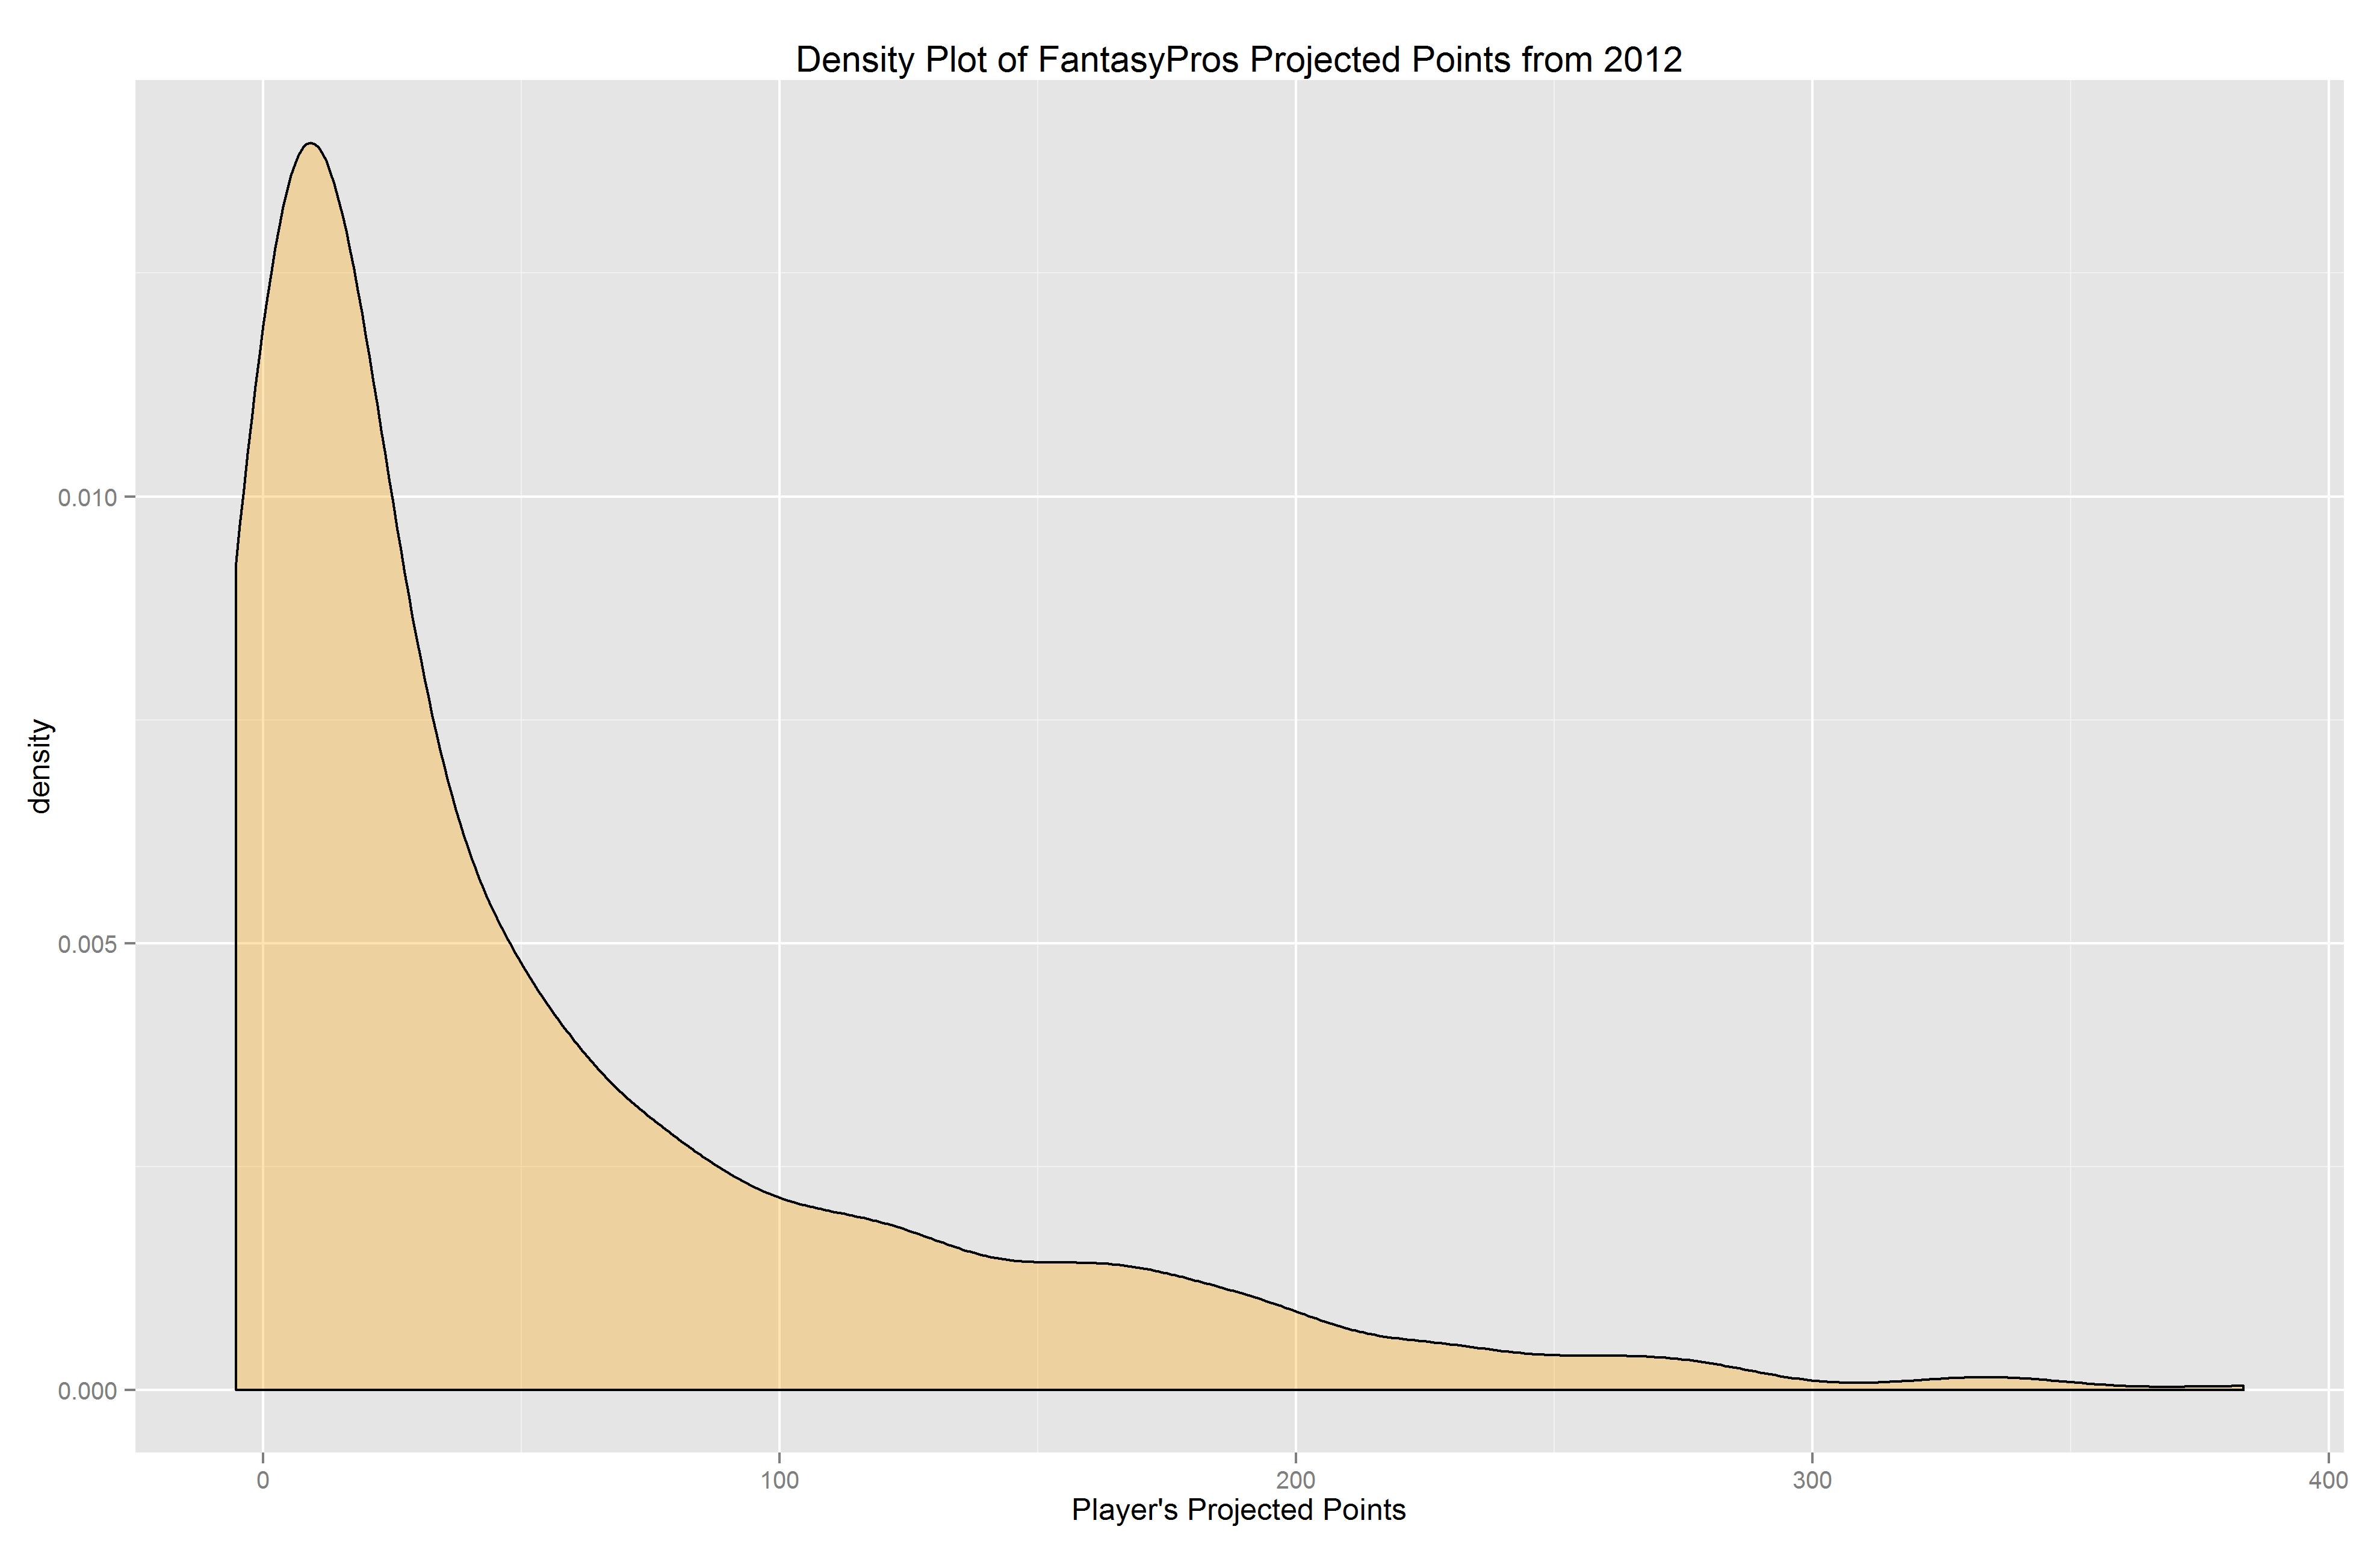 Density Plot of FantasyPros Projected Points from 2012
density
0.010
0.005
0.000
0 100 200 300 400
Player's Projected Points